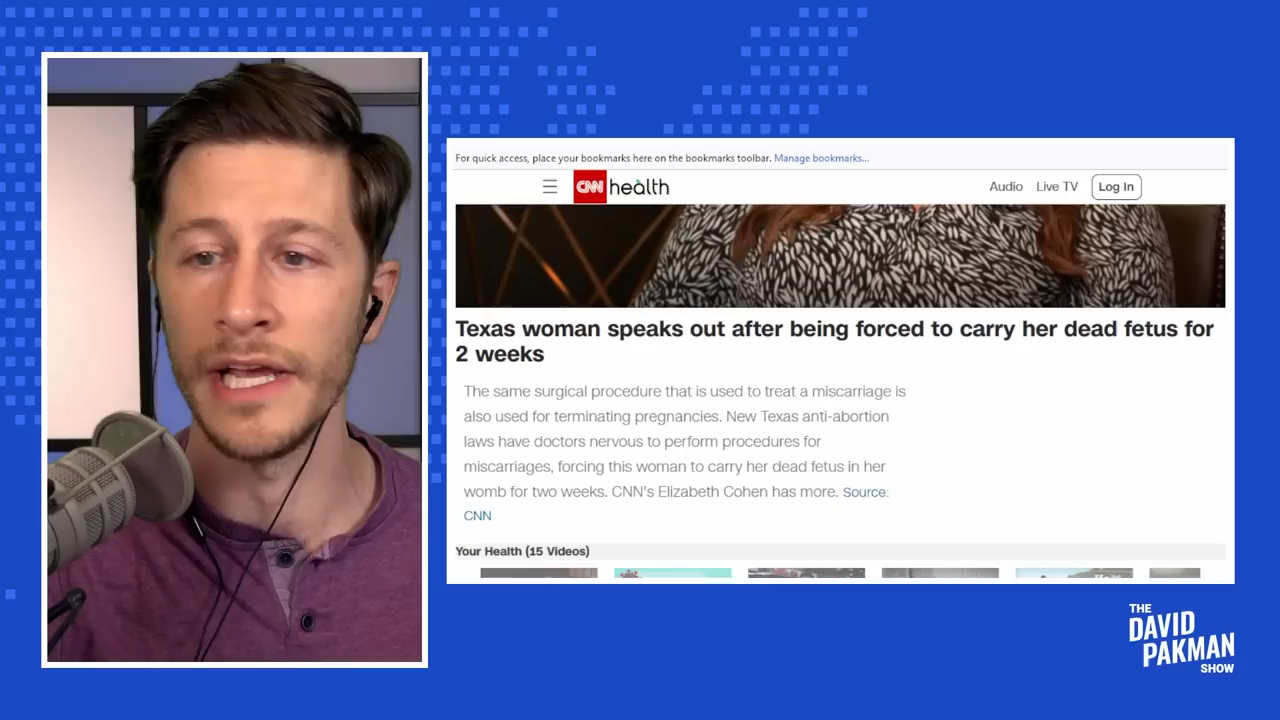 For quick access, place your bookmarks here on the bookmarks toolbar. Manage bookmarks...
CNN health
Audio Live TV Log In
Texas woman speaks out after being forced to carry her dead fetus for
2 weeks
The same surgical procedure that is used to treat a miscarriage is
also used for terminating pregnancies. New Texas anti-abortion
laws have doctors nervous to perform procedures for
miscarriages, forcing this woman to carry her dead fetus in her
womb for two weeks. CNN's Elizabeth Cohen has more. Source:
CNN
Your Health (15 Videos)
THE
DAVID
PAKMAN
SHOW